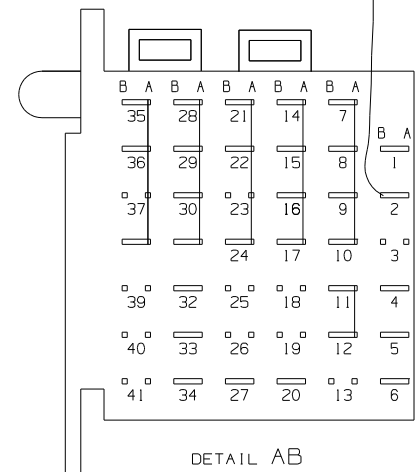 B A B A B A B A B A
35 28 21 14 7
B A
36 29 22 15 8 1
37 30 23 16 9 2
24 17 10 3
39 32 25 18 11 4
40 33 26 19 12 5
41 34 27 20 13 6
DETAIL AB